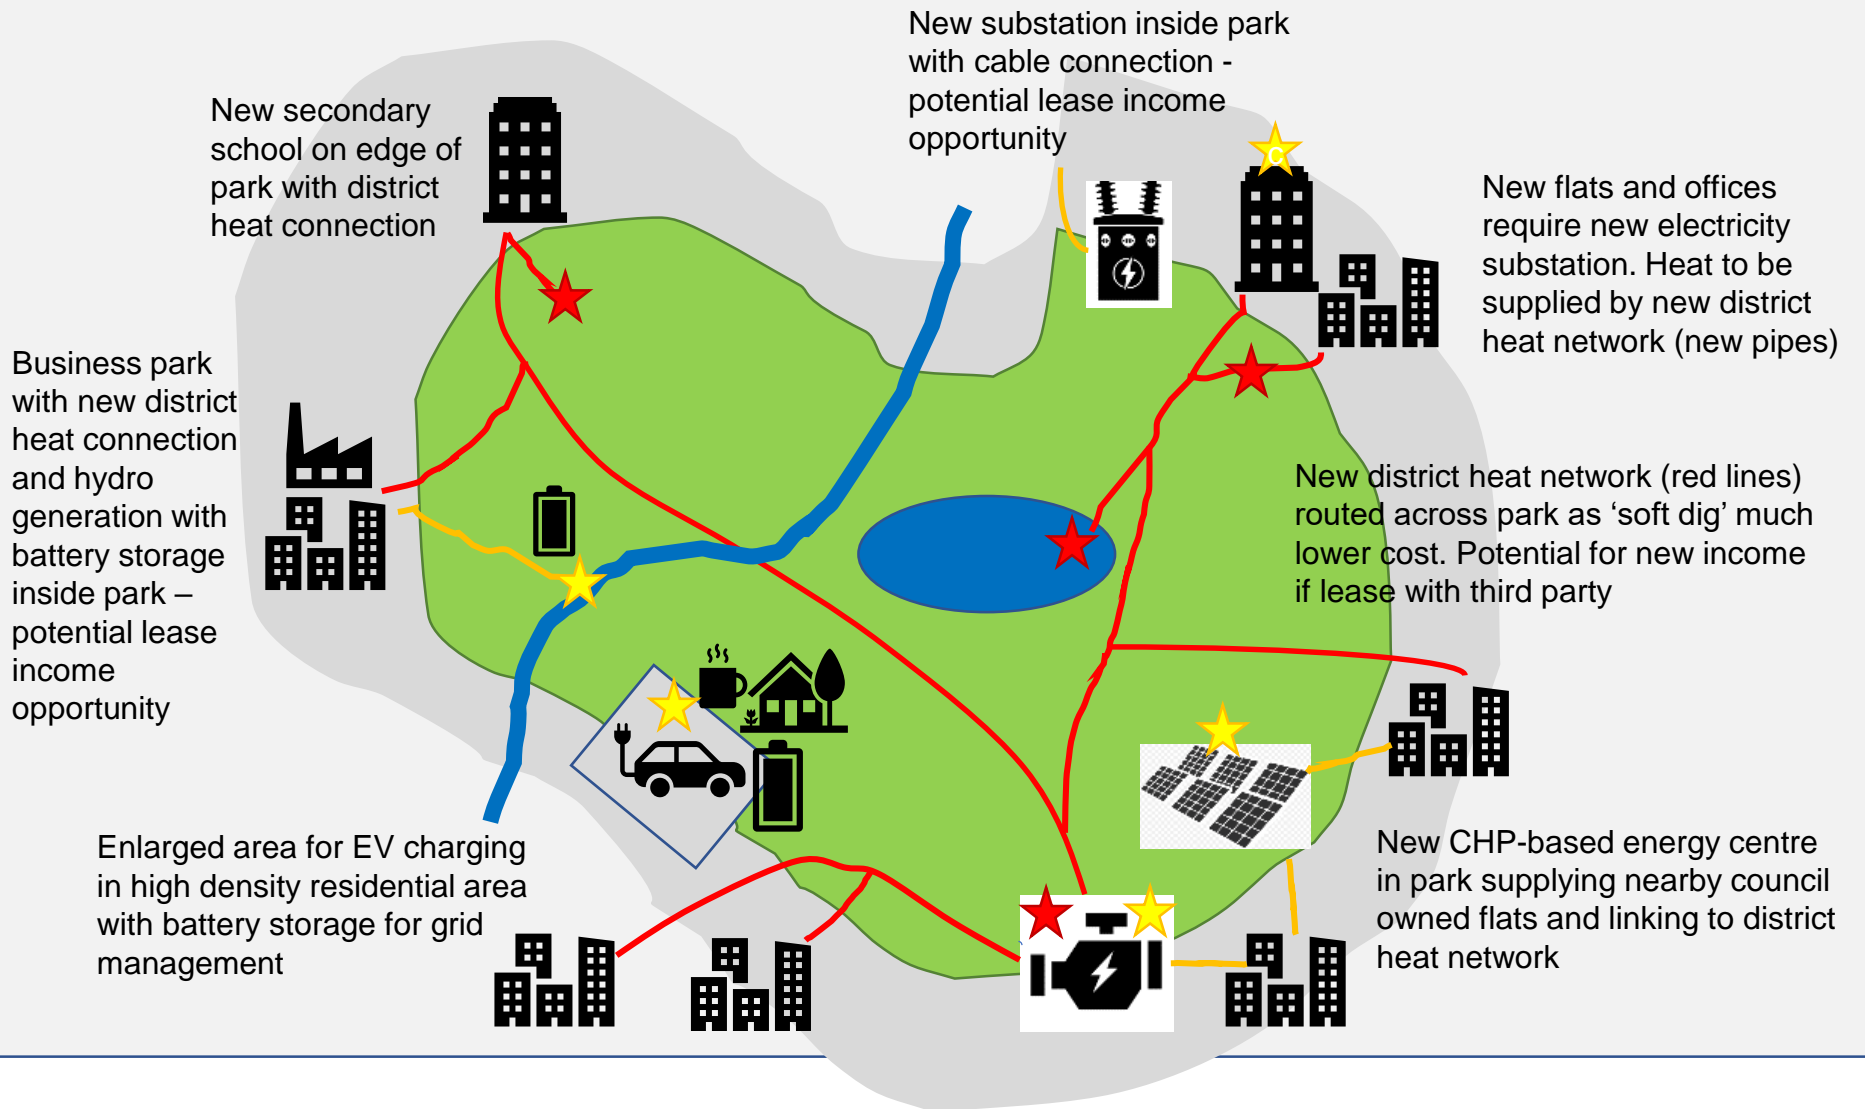 New substation inside park
with cable connection -
potential lease income
opportunity
New secondary
school on edge of
park with district
heat connection
C
New flats and offices
require new electricity
substation. Heat to be
supplied by new district
heat network (new pipes)
Business park
with new district
heat connection
and hydro
generation with
battery storage
inside park –
potential lease
income
opportunity
New district heat network (red lines)
routed across park as ‘soft dig’ much
lower cost. Potential for new income
if lease with third party
Enlarged area for EV charging
in high density residential area
with battery storage for grid
management
New CHP-based energy centre
in park supplying nearby council
owned flats and linking to district
heat network